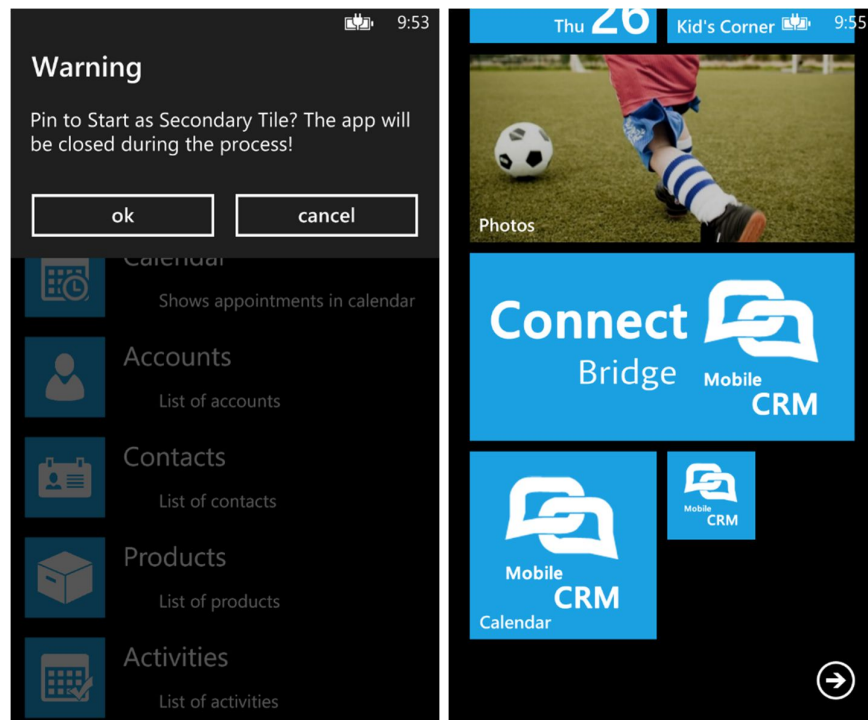 9:53
Warning
Pin to Start as Secondary Tile? The app will
be closed during the process!
ok
cancel
Calendar
Shows appointments in calendar
Accounts
List of accounts
Contacts
List of contacts
Products
List of products
Activities
List of activities
Thu 26
Kid's Corner
9:55
Photos
Connect
Bridge
Mobile
CRM
Mobile
CRM
Calendar
Mobile
CRM